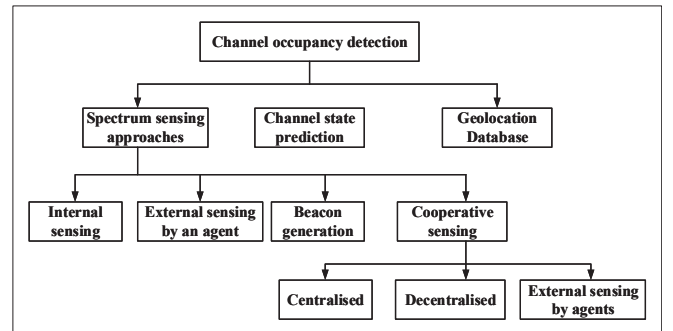 Channel occupancy detection
Spectrum sensing
approaches
Channel state
prediction
Geolocation
Database
Internal
sensing
External sensing
by an agent
Beacon
generation
Cooperative
sensing
Centralised
Decentralised
External sensing
by agents